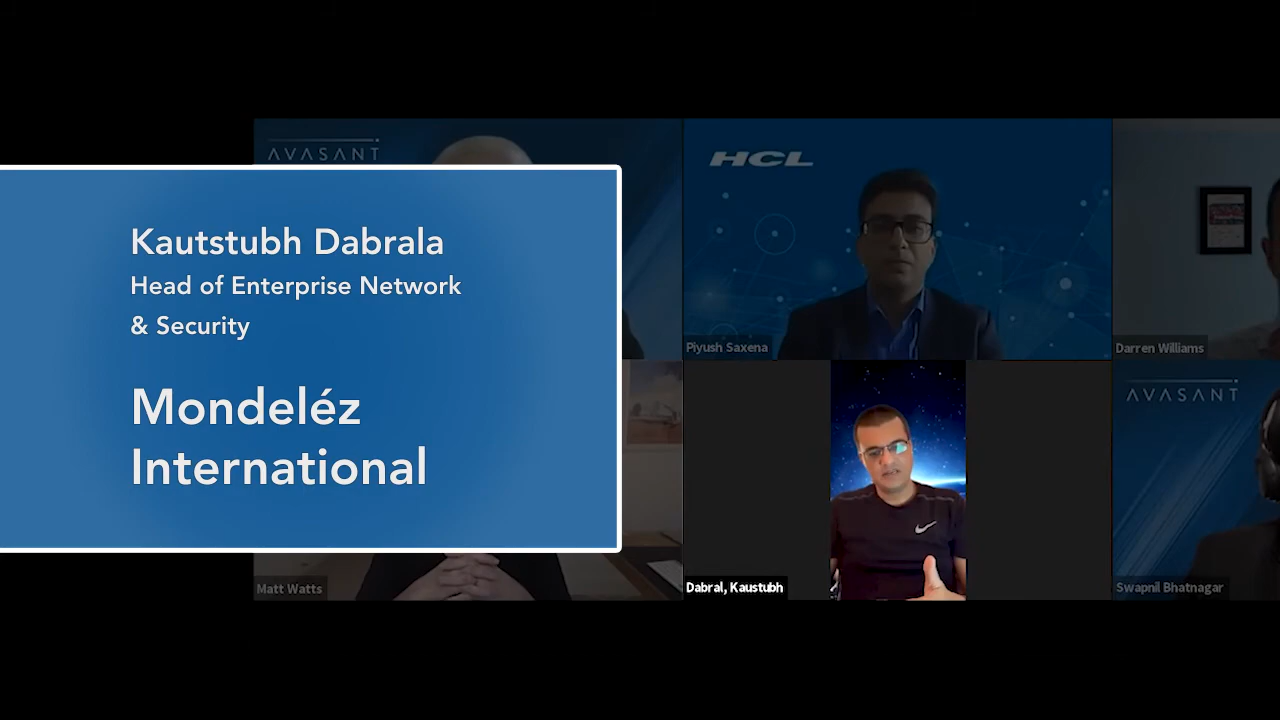 AVASANT
HCL
Kautstubh Dabrala
Head of Enterprise Network
& Security
Mondeléz
International
Piyush Saxena
Darren Williams
AVASANT
Matt Watts
Dabral, Kaustubh
Swapnil Bhatnagar